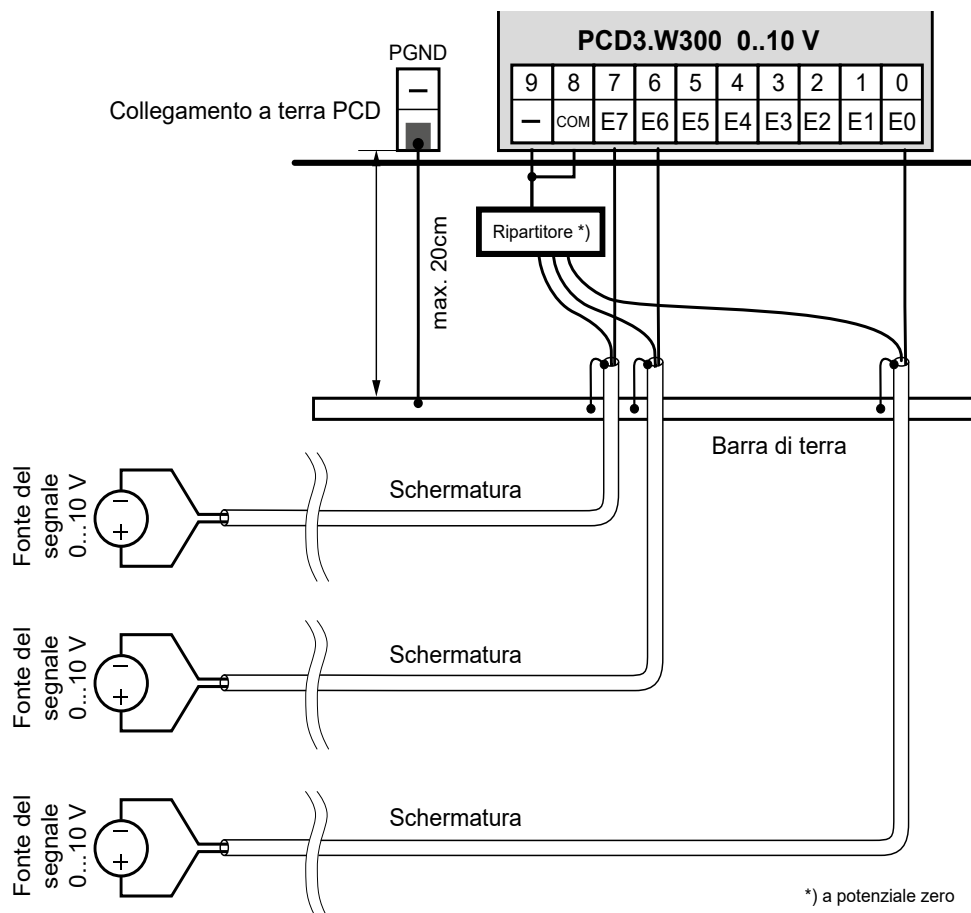 PCD3.W300 0..10 V
PGND
Collegamento a terra PCD
–
9 8 7 6 5 4 3 2 1 0
– COM E7 E6 E5 E4 E3 E2 E1 E0
Ripartitore *)
max. 20cm
Barra di terra
Fonte del
segnale
0...10 V
–
+
Schermatura
Fonte del
segnale
0...10 V
–
+
Schermatura
Fonte del
segnale
0...10 V
–
+
Schermatura
*) a potenziale zero